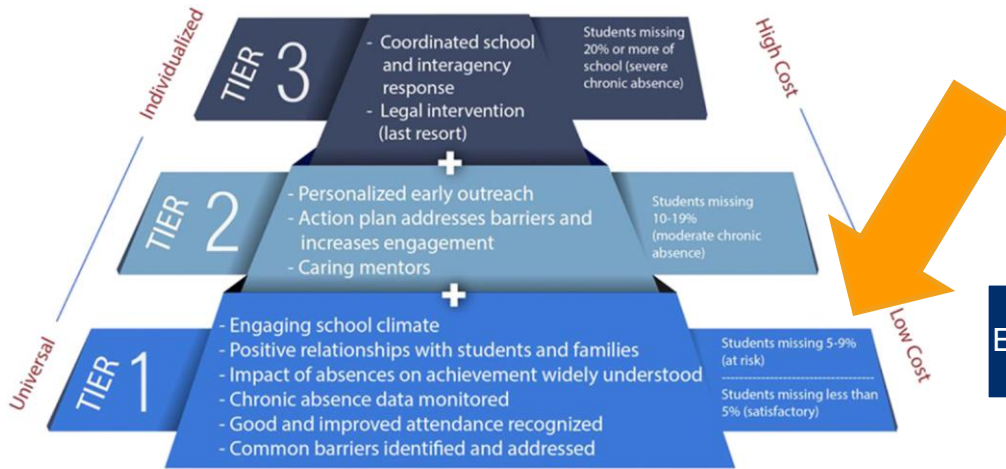 Individualized
TIER
3
- Coordinated school
and interagency
response
- Legal intervention
(last resort)
Students missing
20% or more of
school (severe
chronic absence)
High Cost
+
TIER
2
- Personalized early outreach
- Action plan addresses barriers and
increases engagement
- Caring mentors
Students missing
10-19%
(moderate chronic
absence)
+
Universal
TIER
1
- Engaging school climate
- Positive relationships with students and families
- Impact of absences on achievement widely understood
- Chronic absence data monitored
- Good and improved attendance recognized
- Common barriers identified and addressed
Students missing 5-9%
(at risk)
Students missing less than
5% (satisfactory)
Low Cost